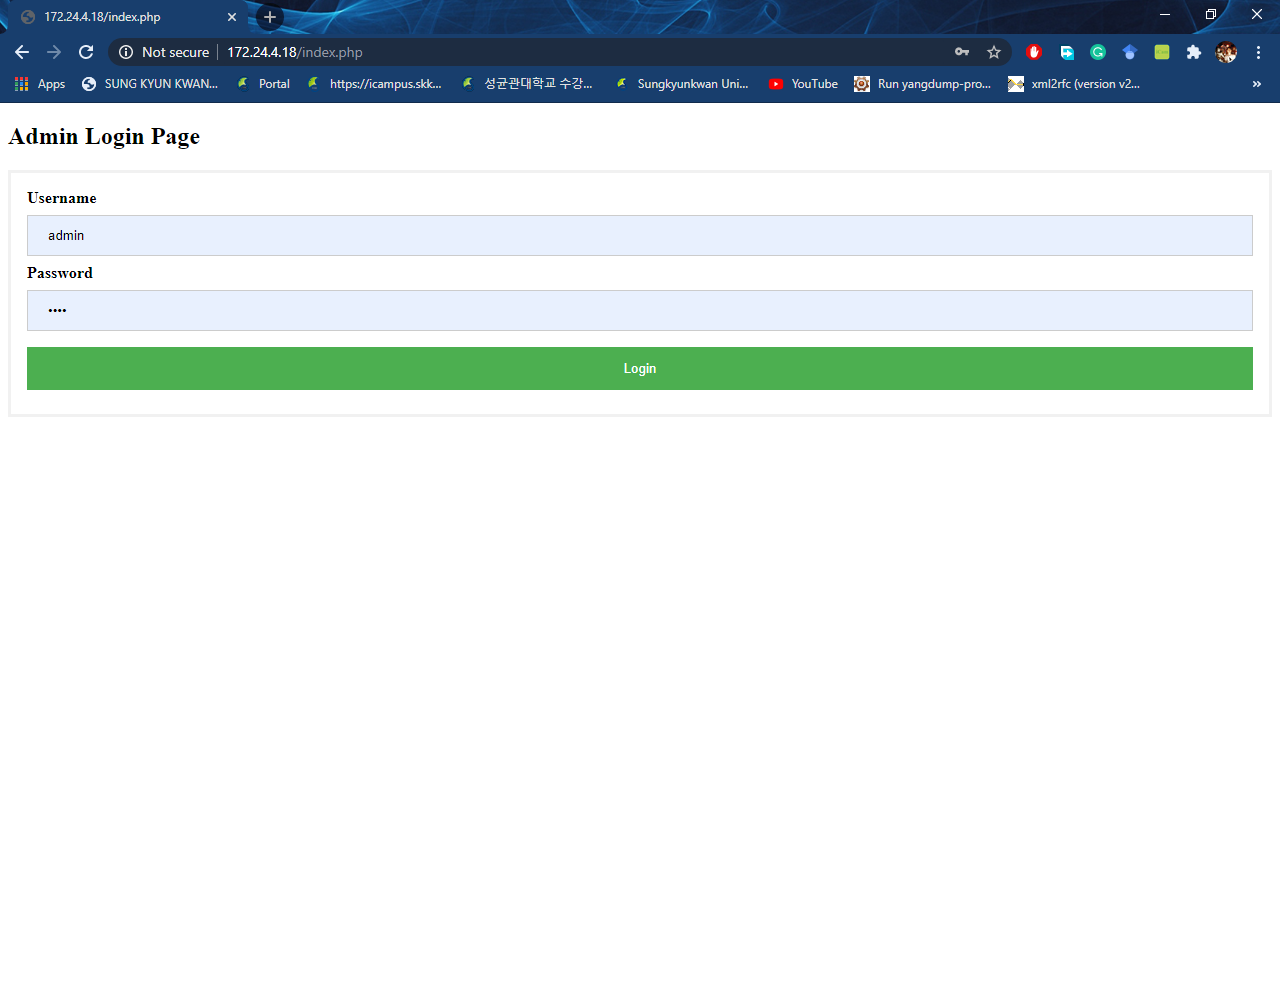 172.24.4.18/index.php
Not secure 172.24.4.18/index.php
Apps SUNG KYUN KWAN... Portal https://icampus.skk... 성균관대학교 수강... Sungkyunkwan Uni... YouTube Run yangdump-pro... xml2rfc (version v2...
Admin Login Page
Username
admin
Password
••••
Login